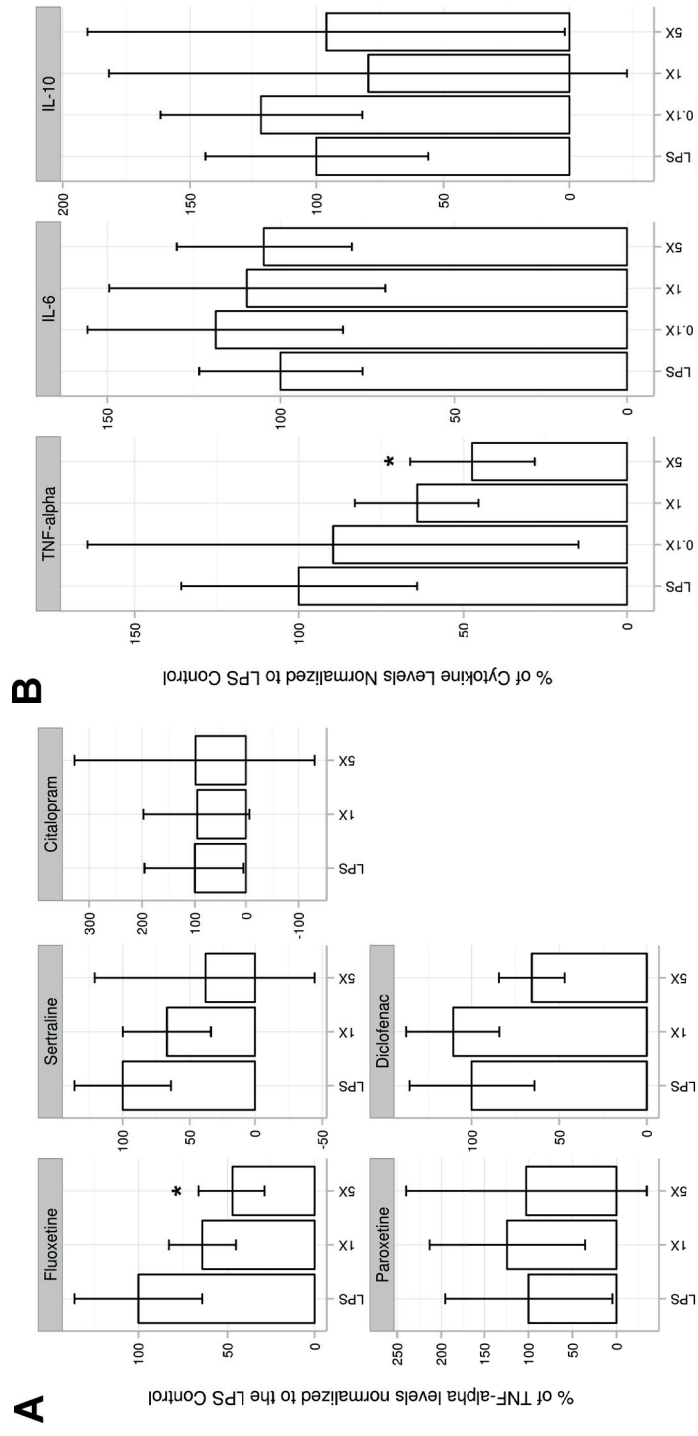 A
% of TNF-alpha levels normalized to the LPS Control
Fluoxetine
100
50
0
*
LPS
1X
5X
Sertraline
100
50
0
-50
LPS
1X
5X
Citalopram
300
200
100
0
-100
LPS
1X
5X
Paroxetine
250
200
150
100
50
0
LPS
1X
5X
Diclofenac
100
50
0
LPS
1X
5X
B
% of Cytokine Levels Normalized to LPS Control
TNF-alpha
150
100
50
0
*
LPS
0.1X
1X
5X
IL-6
150
100
50
0
LPS
0.1X
1X
5X
IL-10
200
150
100
50
0
LPS
0.1X
1X
5X